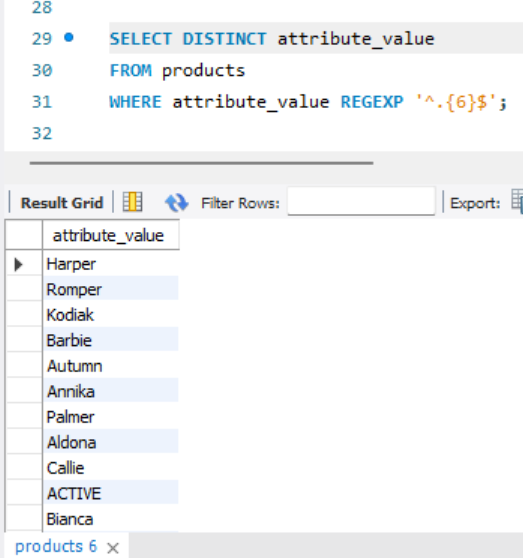 28
29 SELECT DISTINCT attribute_value
30 FROM products
31 WHERE attribute_value REGEXP '^.{6}$';
32
Result Grid Filter Rows: Export:
attribute_value
Harper
Romper
Kodiak
Barbie
Autumn
Annika
Palmer
Aldona
Callie
ACTIVE
Bianca
products 6 ×